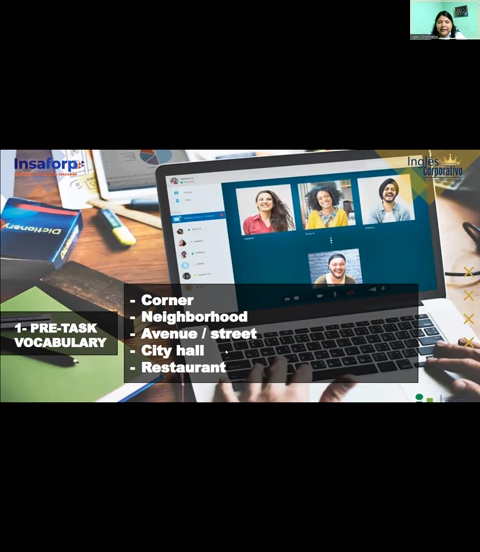 Insaforp
Inglés
corporativo
Dictionary
1- PRE-TASK
VOCABULARY
- Corner
- Neighborhood
- Avenue / street
- City hall
- Restaurant